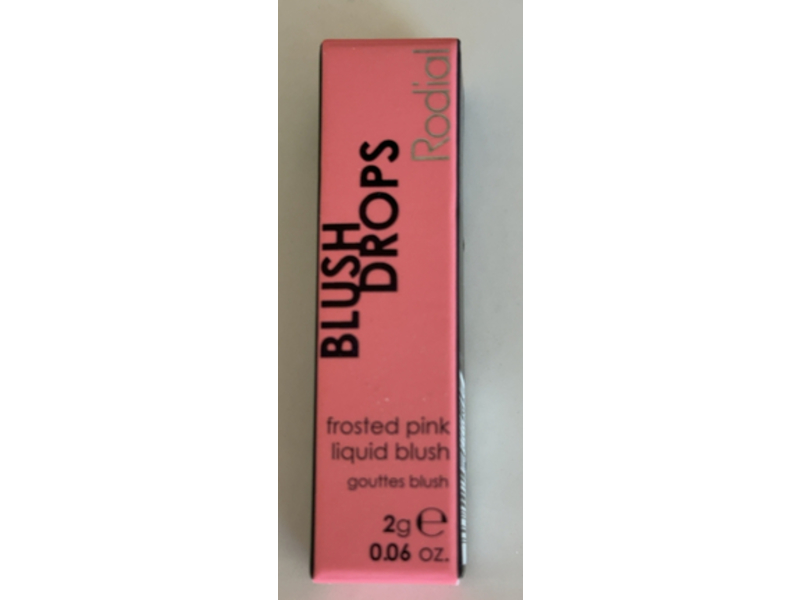 Rodial
BLUSH
DROPS
frosted pink
liquid blush
gouttes blush
2g e
0.06 oz.